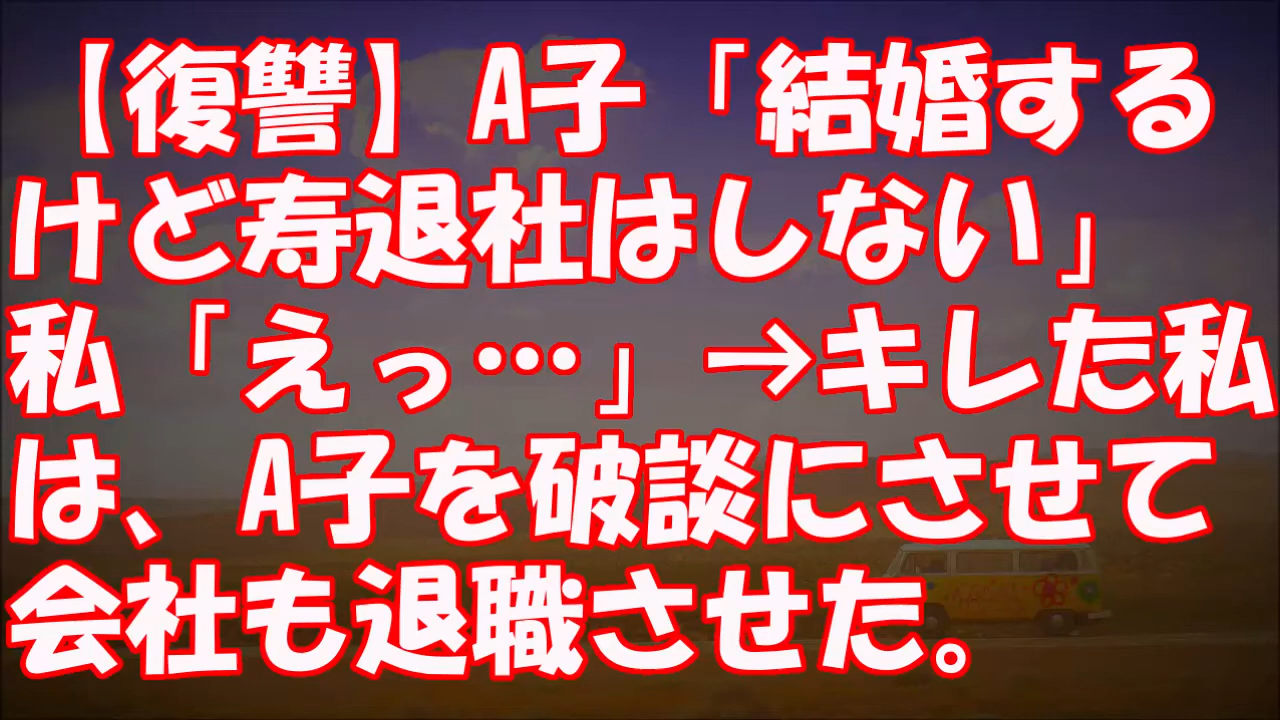 【復讐】A子「結婚する
けど寿退社はしない」
私「えっ…」→キレた私
は、A子を破談にさせて
会社も退職させた。